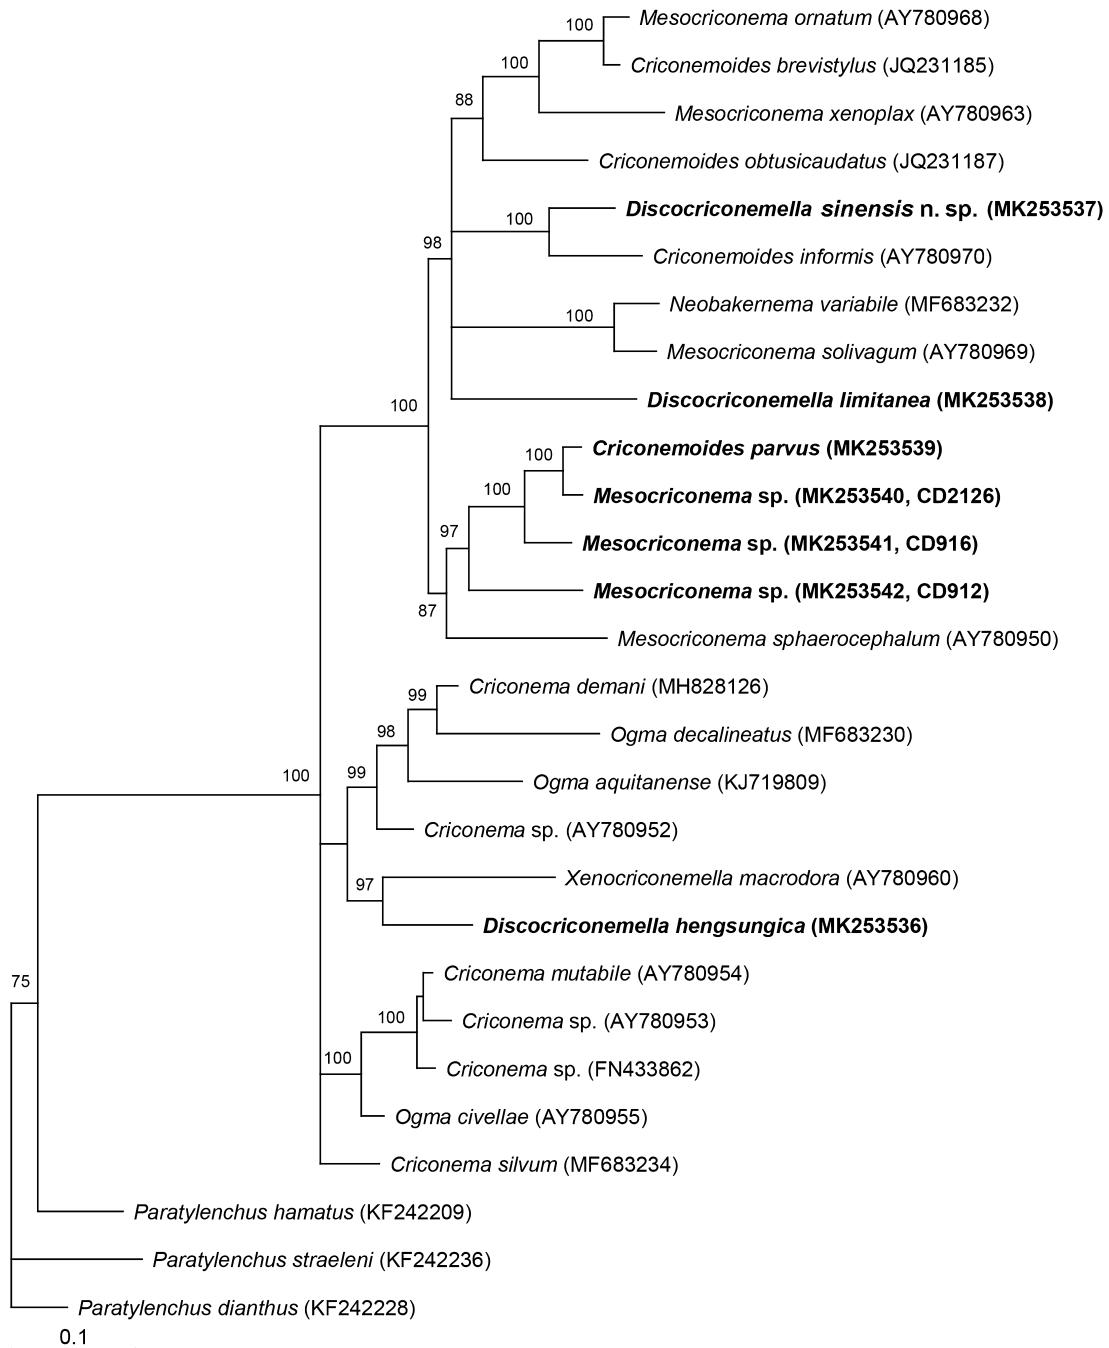 100
Mesocriconema ornatum (AY780968)
100
Criconemoides brevistylus (JQ231185)
88
Mesocriconema xenoplax (AY780963)
Criconemoides obtusicaudatus (JQ231187)
100
Discocriconemella sinensis n. sp. (MK253537)
98
Criconemoides informis (AY780970)
100
Neobakernema variabile (MF683232)
Mesocriconema solivagum (AY780969)
100
Discocriconemella limitanea (MK253538)
100
Criconemoides parvus (MK253539)
100
Mesocriconema sp. (MK253540, CD2126)
97
Mesocriconema sp. (MK253541, CD916)
87
Mesocriconema sp. (MK253542, CD912)
Mesocriconema sphaerocephalum (AY780950)
99
Criconema demani (MH828126)
98
Ogma decalineatus (MF683230)
99
100
Ogma aquitanense (KJ719809)
Criconema sp. (AY780952)
97
Xenocriconemella macrodora (AY780960)
Discocriconemella hengsungica (MK253536)
75
Criconema mutabile (AY780954)
100
Criconema sp. (AY780953)
100
Criconema sp. (FN433862)
Ogma civellae (AY780955)
Criconema silvum (MF683234)
Paratylenchus hamatus (KF242209)
Paratylenchus straeleni (KF242236)
Paratylenchus dianthus (KF242228)
0.1